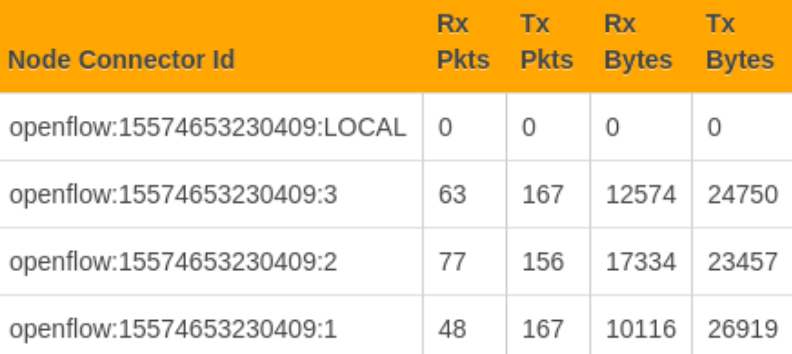 Node Connector Id Rx Pkts Tx Pkts Rx Bytes Tx Bytes
openflow:15574653230409:LOCAL 0 0 0 0
openflow:15574653230409:3 63 167 12574 24750
openflow:15574653230409:2 77 156 17334 23457
openflow:15574653230409:1 48 167 10116 26919